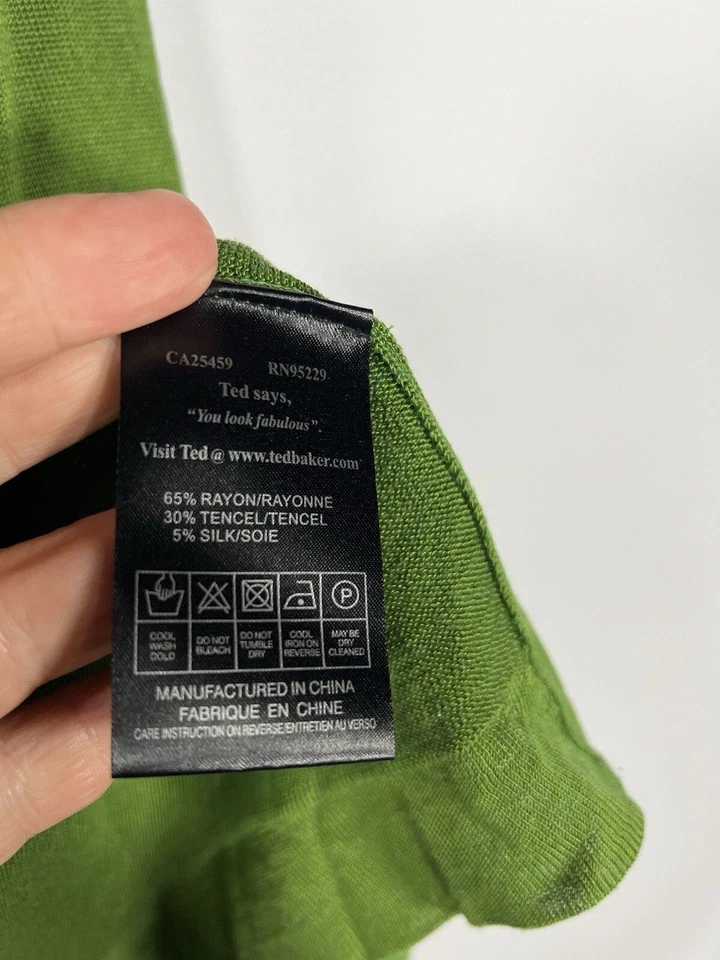 CA25459 RN95229
Ted says,
"You look fabulous".
Visit Ted @ www.tedbaker.com
65% RAYON/RAYONNE
30% TENCEL/TENCEL
5% SILK/SOIE
P
COOL WASH COLD DO NOT BLEACH DO NOT TUMBLE DRY COOL IRON ON REVERSE MAY BE DRY CLEANED
MANUFACTURED IN CHINA
FABRIQUE EN CHINE
CARE INSTRUCTION ON REVERSE/ENTRETIEN AU VERSO